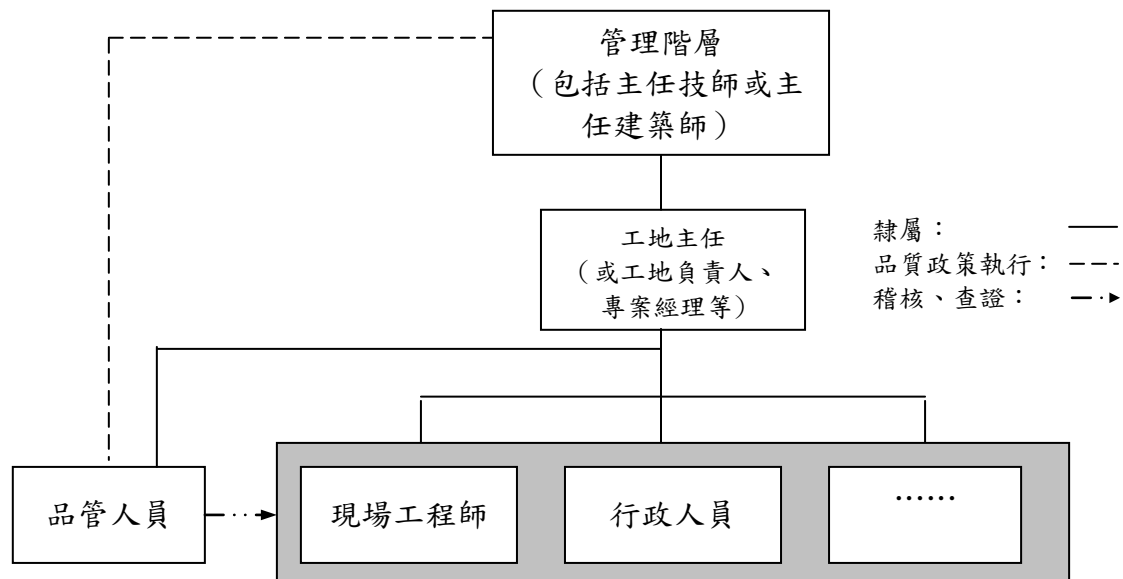 管理階層
（包括主任技師或主
任建築師）
工地主任
（或工地負責人、
專案經理等）
隸屬：
品質政策執行：
稽核、查證：
品管人員
現場工程師
行政人員
……